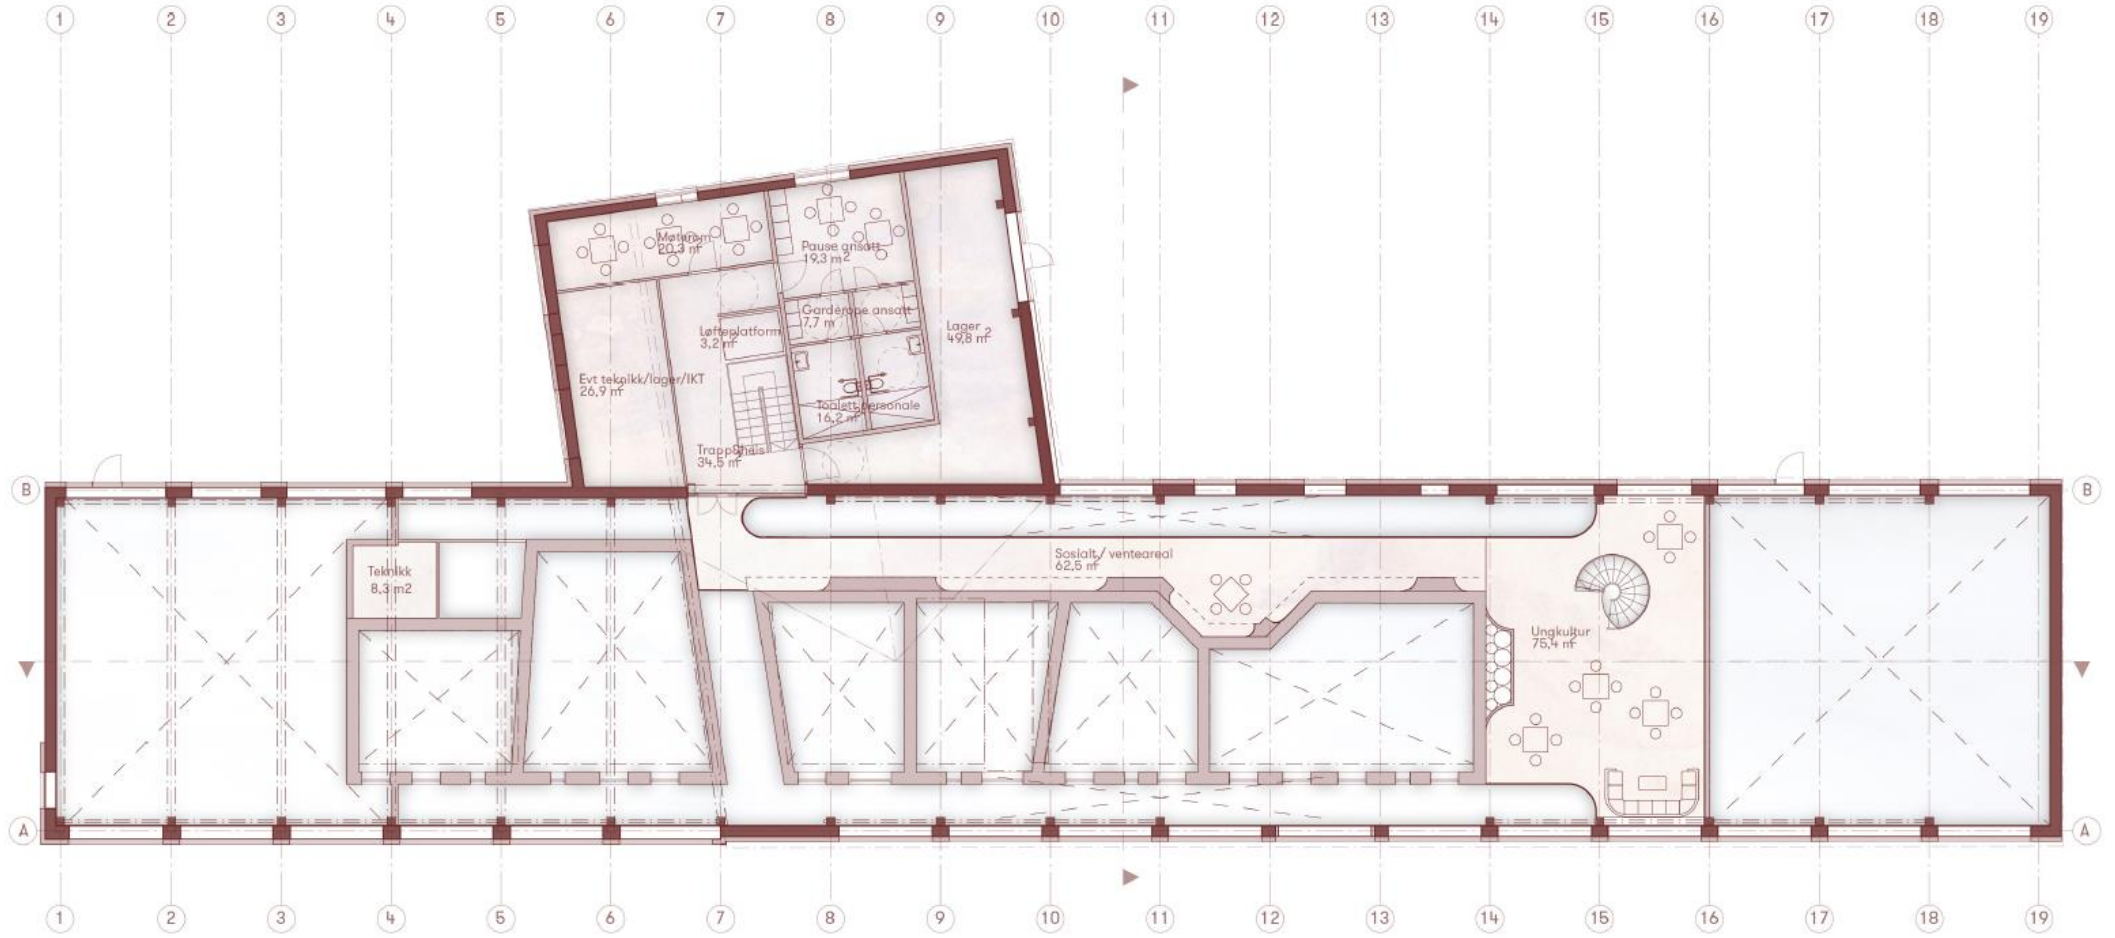 1 2 3 4 5 6 7 8 9 10 11 12 13 14 15 16 17 18 19
Møterom
20,3 m²
Pause ansatt
19,3 m²
Garderobe ansatt
7,7 m
Løfteplatform
3,2 m²
Lager
49,8 m²
Evt teknikk/lager/IKT
26,9 m²
Toalett personale
16,2 m²
Trapp/heis
34,5 m²
B B
Sosialt / venteareal
62,5 m²
Teknikk
8,3 m2
Ungkultur
75,4 m²
A A
1 2 3 4 5 6 7 8 9 10 11 12 13 14 15 16 17 18 19